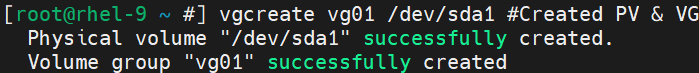 [root@rhel-9 ~ #] vgcreate vg01 /dev/sda1 #Created PV & VG
Physical volume "/dev/sda1" successfully created.
Volume group "vg01" successfully created